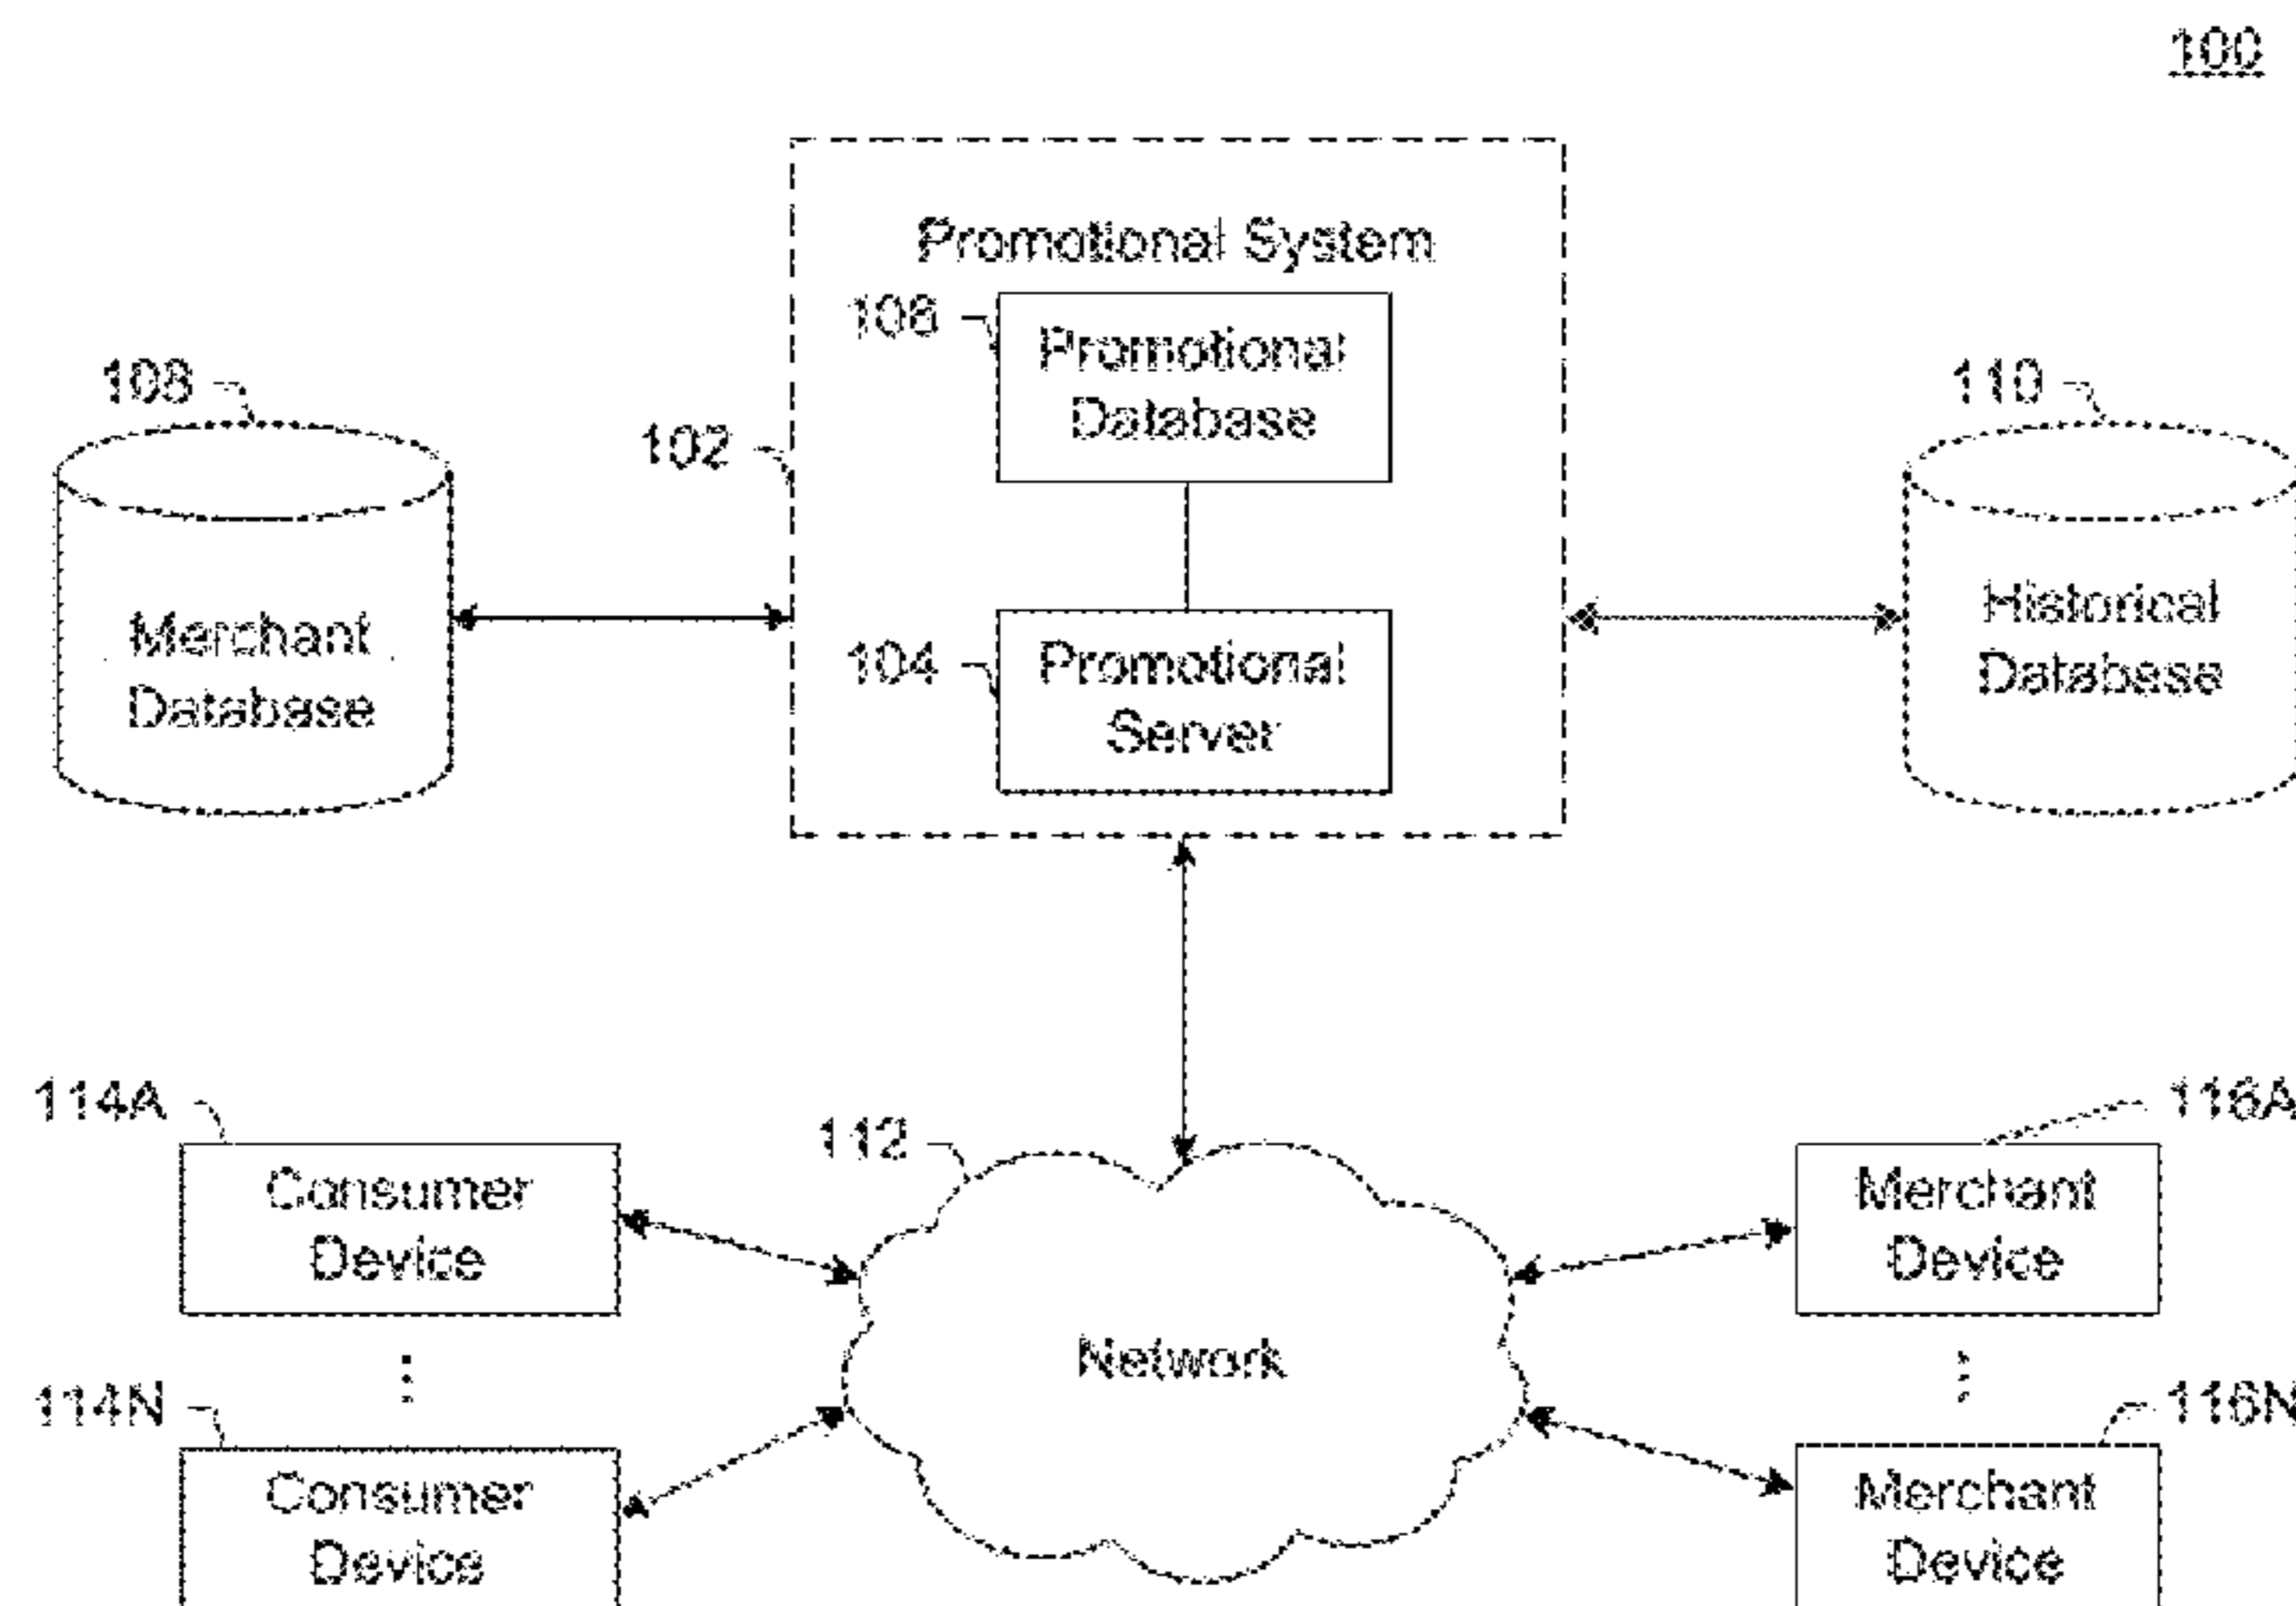 100
Promotional System
106
Promotional
Database
108
102
110
Merchant
Database
Historical
Database
104
Promotional
Server
114A
112
116A
Consumer
Device
Merchant
Device
Network
114N
116N
Consumer
Device
Merchant
Device